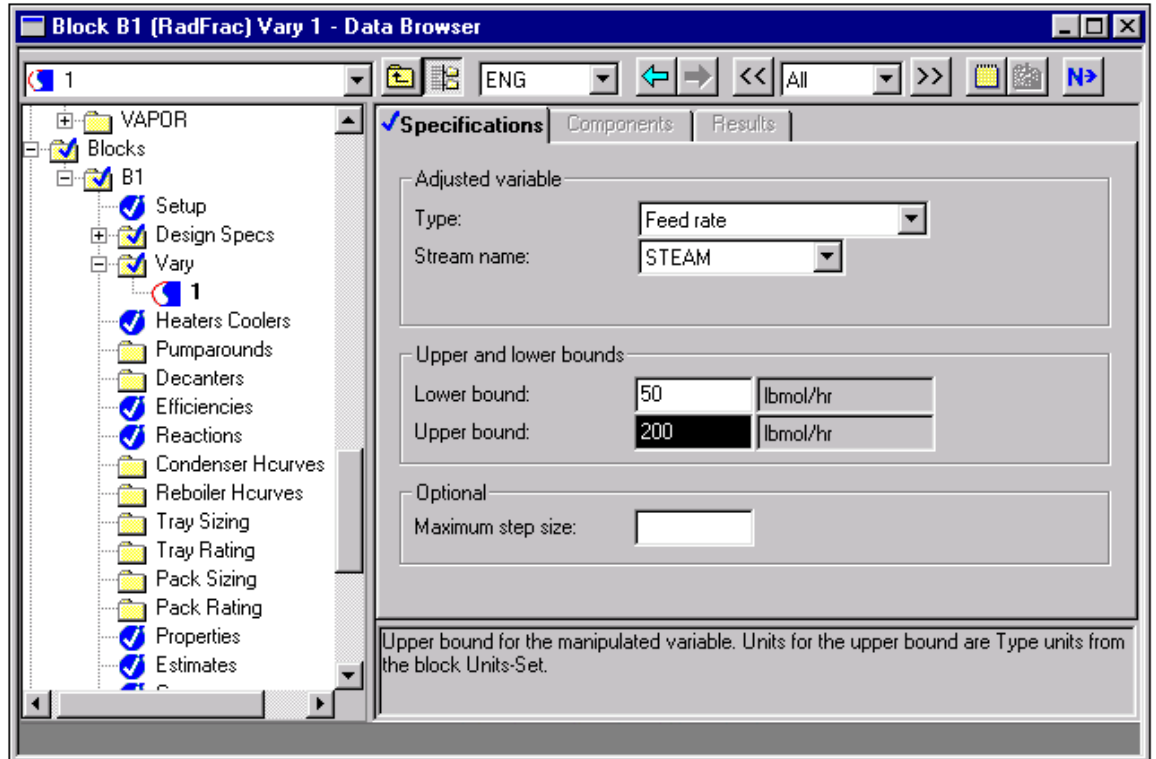 Block B1 (RadFrac) Vary 1 - Data Browser
1
ENG
<<
All
>>
N
VAPOR
Blocks
B1
Setup
Design Specs
Vary
1
Heaters Coolers
Pumparounds
Decanters
Efficiencies
Reactions
Condenser Hcurves
Reboiler Hcurves
Tray Sizing
Tray Rating
Pack Sizing
Pack Rating
Properties
Estimates
Specifications
Components
Results
Adjusted variable
Type: Feed rate
Stream name: STEAM
Upper and lower bounds
Lower bound: 50 lbmol/hr
Upper bound: 200 lbmol/hr
Optional
Maximum step size:
Upper bound for the manipulated variable. Units for the upper bound are Type units from
the block Units-Set.